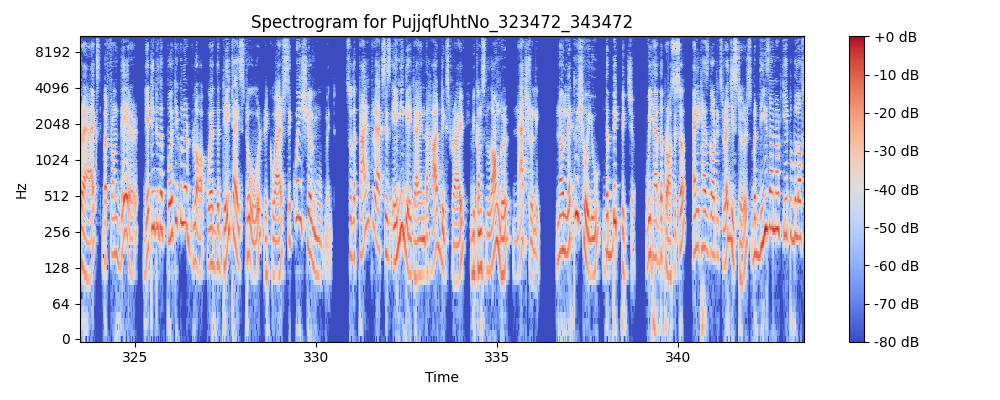 Spectrogram for PujjqfUhtNo_323472_343472
8192
4096
2048
1024
512
256
128
64
0
Hz
325
330
335
340
Time
+0 dB
-10 dB
-20 dB
-30 dB
-40 dB
-50 dB
-60 dB
-70 dB
-80 dB